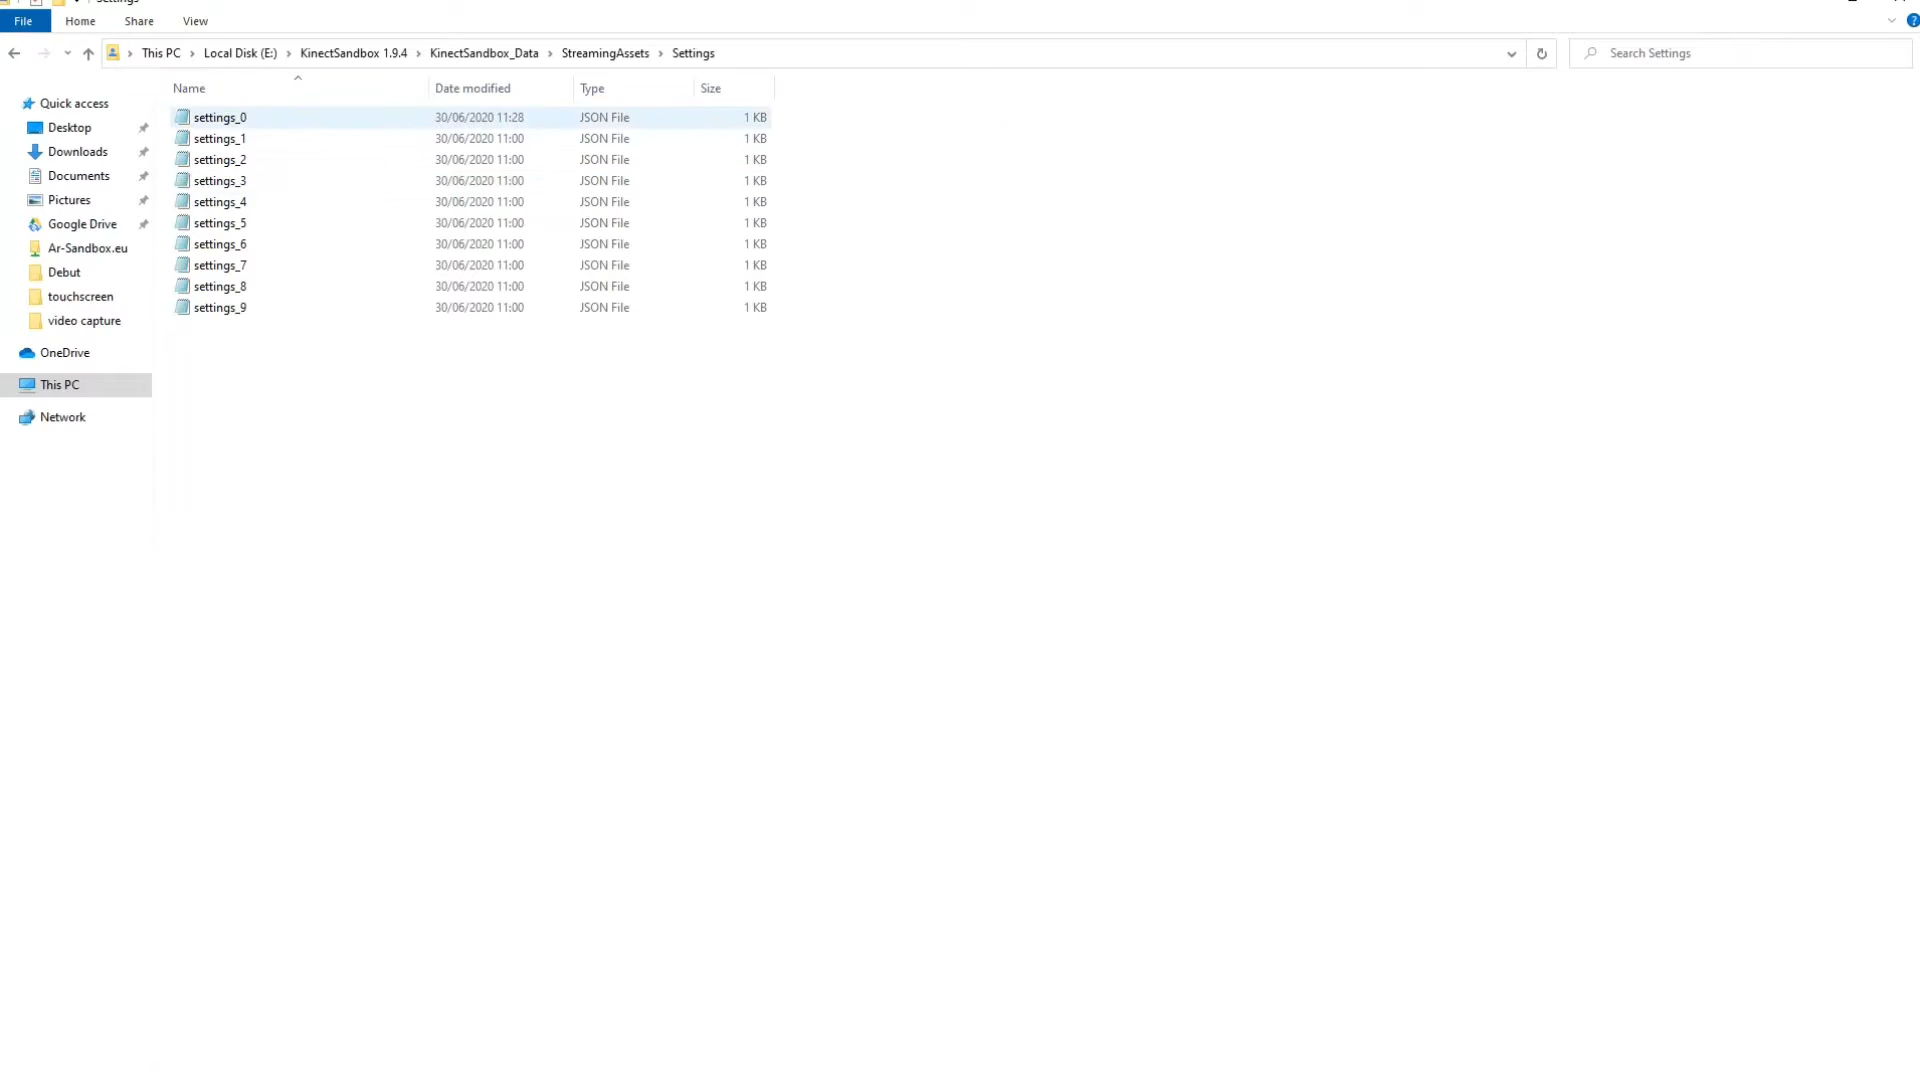 Settings
File Home Share View
This PC > Local Disk (E:) > KinectSandbox 1.9.4 > KinectSandbox_Data > StreamingAssets > Settings
Search Settings
Name Date modified Type Size
Quick access
Desktop
Downloads
Documents
Pictures
Google Drive
Ar-Sandbox.eu
Debut
touchscreen
video capture
OneDrive
This PC
Network
settings_0 30/06/2020 11:28 JSON File 1 KB
settings_1 30/06/2020 11:00 JSON File 1 KB
settings_2 30/06/2020 11:00 JSON File 1 KB
settings_3 30/06/2020 11:00 JSON File 1 KB
settings_4 30/06/2020 11:00 JSON File 1 KB
settings_5 30/06/2020 11:00 JSON File 1 KB
settings_6 30/06/2020 11:00 JSON File 1 KB
settings_7 30/06/2020 11:00 JSON File 1 KB
settings_8 30/06/2020 11:00 JSON File 1 KB
settings_9 30/06/2020 11:00 JSON File 1 KB